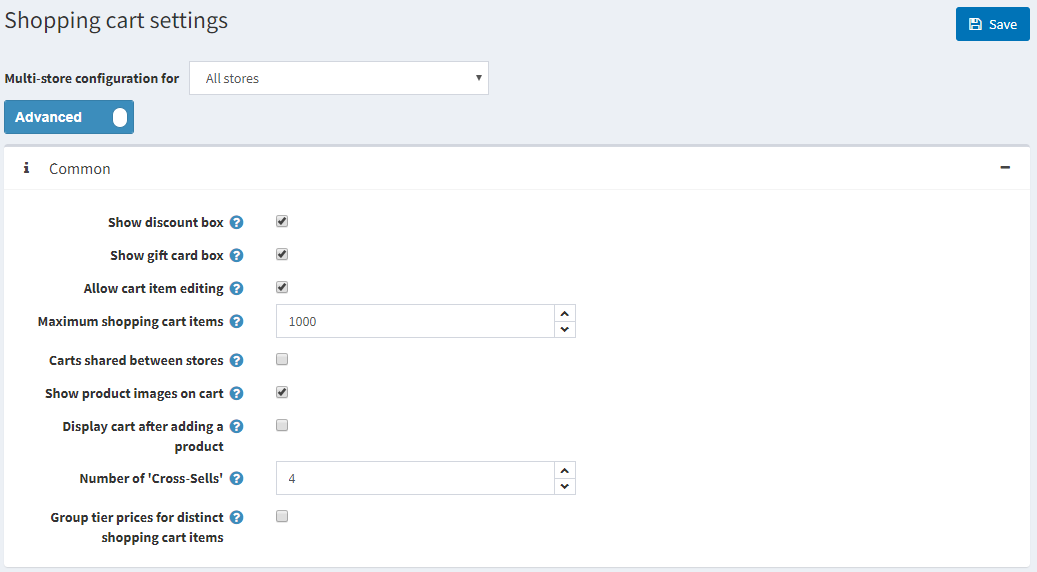 Shopping cart settings
Save
Multi-store configuration for All stores
Advanced
Common
Show discount box
Show gift card box
Allow cart item editing
Maximum shopping cart items 1000
Carts shared between stores
Show product images on cart
Display cart after adding a
product
Number of 'Cross-Sells' 4
Group tier prices for distinct
shopping cart items